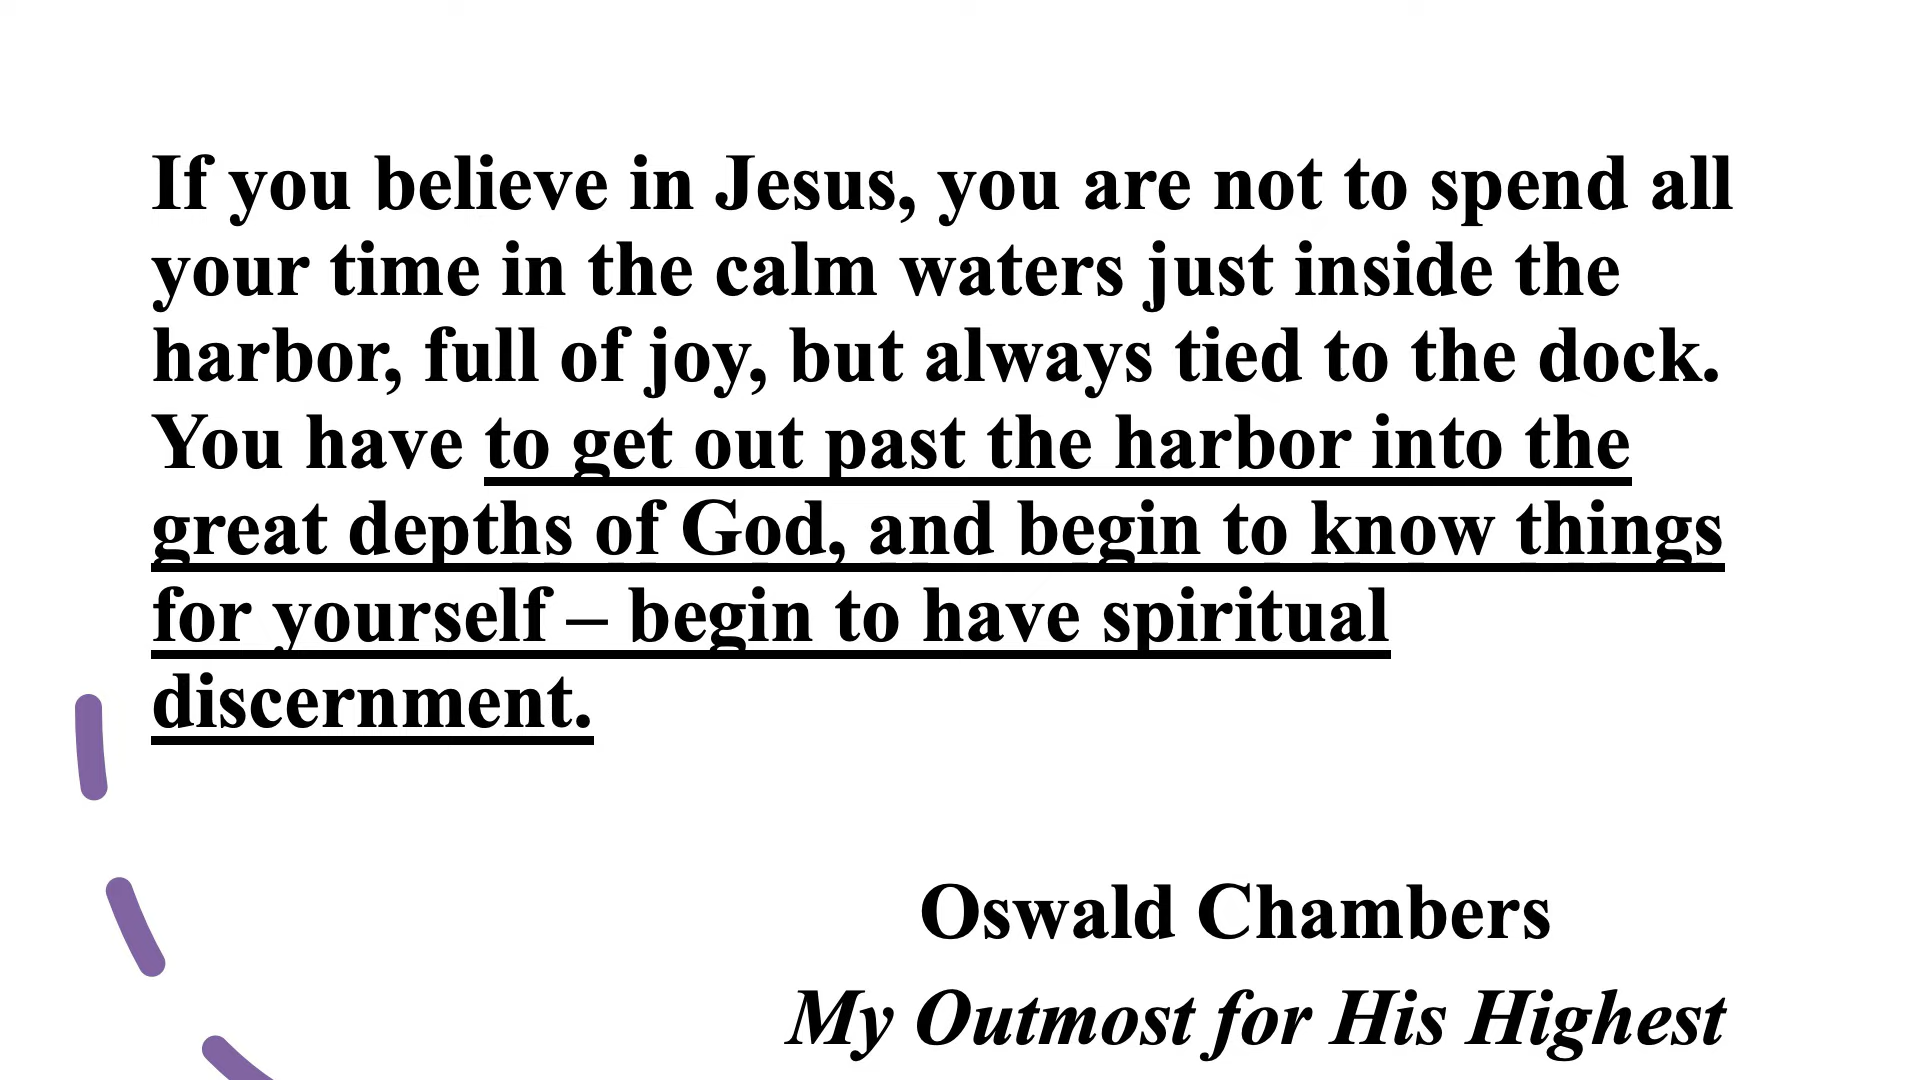 If you believe in Jesus, you are not to spend all
your time in the calm waters just inside the
harbor, full of joy, but always tied to the dock.
You have to get out past the harbor into the
great depths of God, and begin to know things
for yourself – begin to have spiritual
discernment.
Oswald Chambers
My Outmost for His Highest